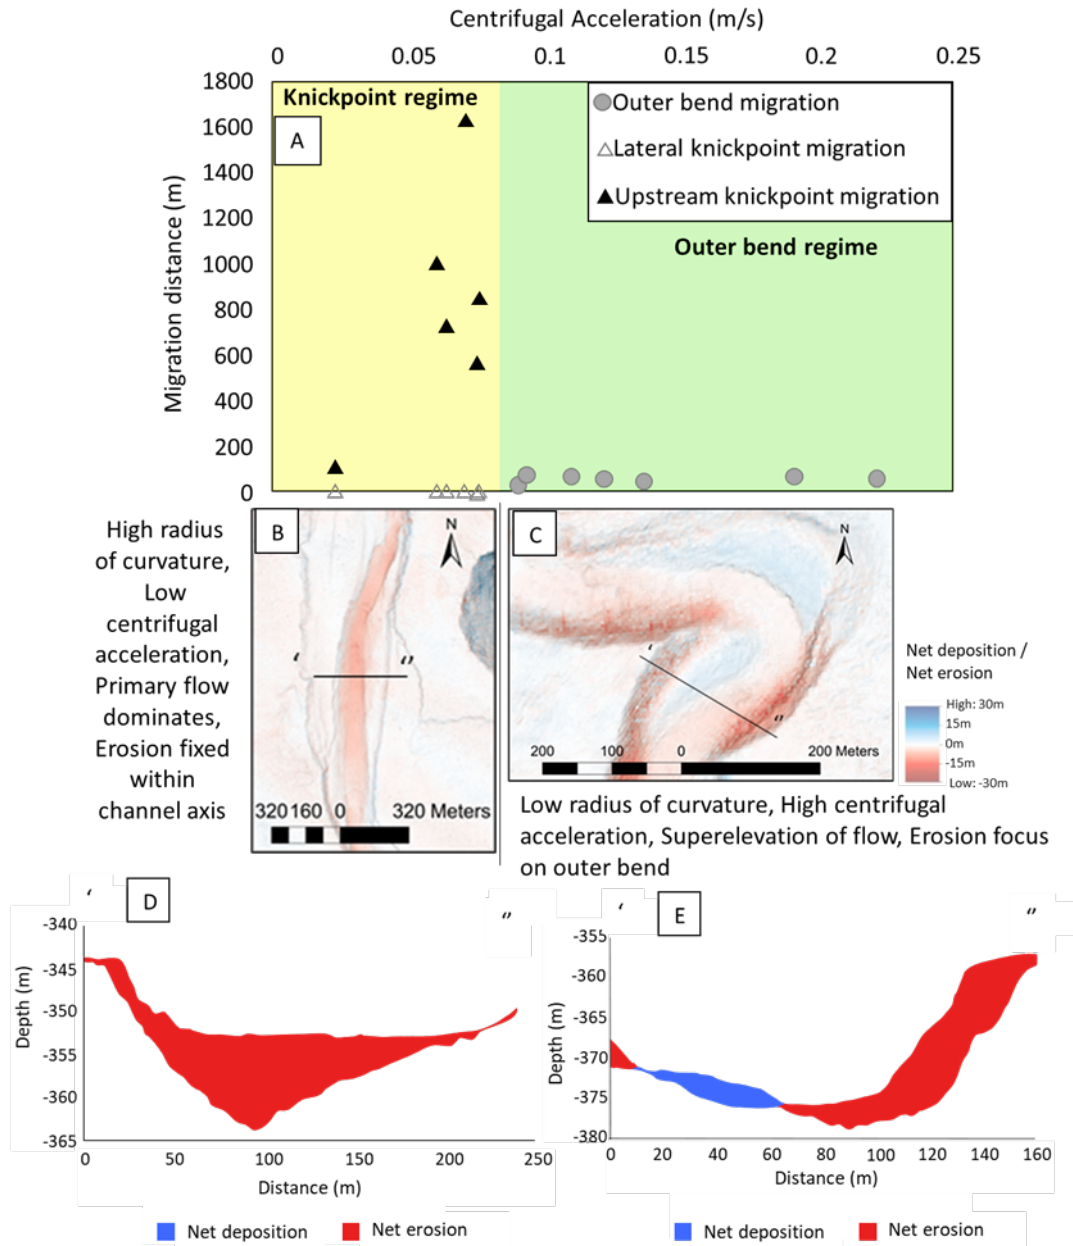 Centrifugal Acceleration (m/s)
0 0.05 0.1 0.15 0.2 0.25
Migration distance (m)
1800
1600
1400
1200
1000
800
600
400
200
0
Knickpoint regime
A
Outer bend migration
Lateral knickpoint migration
Upstream knickpoint migration
Outer bend regime
High radius
of curvature,
Low
centrifugal
acceleration,
Primary flow
dominates,
Erosion fixed
within
channel axis
B
N
‘ ‘’
320 160 0 320 Meters
C
N
‘
‘’
200 100 0 200 Meters
Net deposition /
Net erosion
High: 30m
15m
0m
-15m
Low: -30m
Low radius of curvature, High centrifugal
acceleration, Superelevation of flow, Erosion focus
on outer bend
‘ D ‘’
Depth (m)
-340
-345
-350
-355
-360
-365
0 50 100 150 200 250
Distance (m)
Net deposition Net erosion
‘ E ‘’
Depth (m)
-355
-360
-365
-370
-375
-380
0 20 40 60 80 100 120 140 160
Distance (m)
Net deposition Net erosion